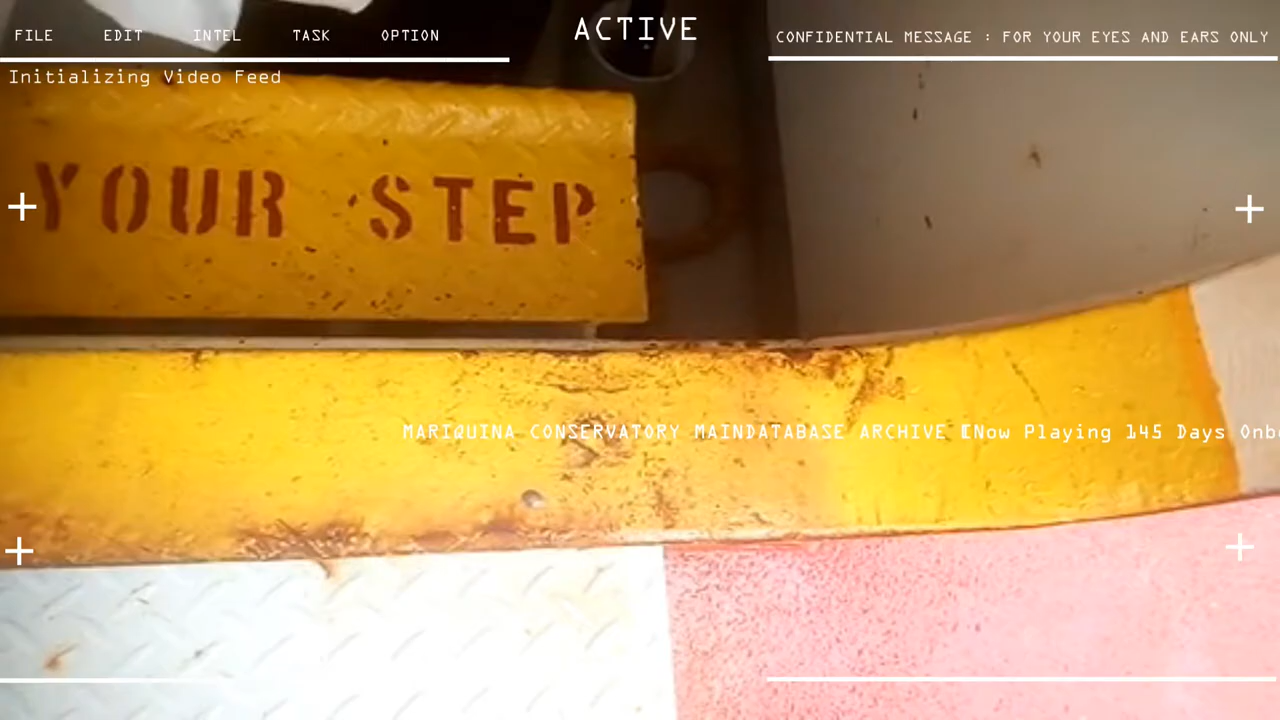 FILE EDIT INTEL TASK OPTION
ACTIVE
CONFIDENTIAL MESSAGE : FOR YOUR EYES AND EARS ONLY
Initializing Video Feed
YOUR STEP
MARIQUINA CONSERVATORY MAINDATABASE ARCHIVE [Now Playing 145 Days